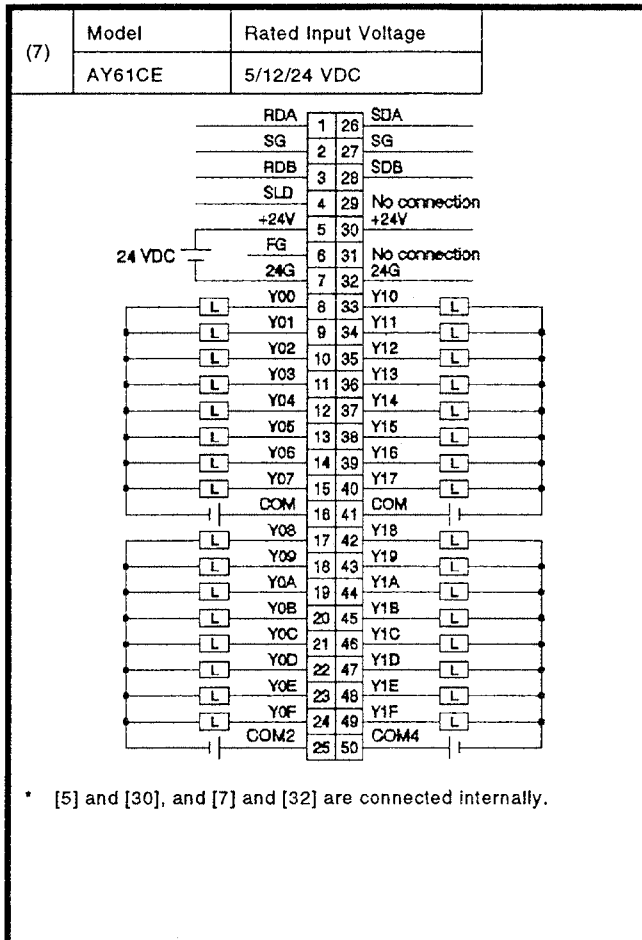 (7) Model Rated Input Voltage
AY61CE 5/12/24 VDC
RDA 1 26 SDA
SG 2 27 SG
RDB 3 28 SDB
SLD 4 29 No connection
+24V 5 30 +24V
24 VDC FG 6 31 No connection
24G 7 32 24G
L Y00 8 33 Y10 L
L Y01 9 34 Y11 L
L Y02 10 35 Y12 L
L Y03 11 36 Y13 L
L Y04 12 37 Y14 L
L Y05 13 38 Y15 L
L Y06 14 39 Y16 L
L Y07 15 40 Y17 L
COM 16 41 COM
L Y08 17 42 Y18 L
L Y09 18 43 Y19 L
L Y0A 19 44 Y1A L
L Y0B 20 45 Y1B L
L Y0C 21 46 Y1C L
L Y0D 22 47 Y1D L
L Y0E 23 48 Y1E L
L Y0F 24 49 Y1F L
COM2 25 50 COM4
* [5] and [30], and [7] and [32] are connected internally.